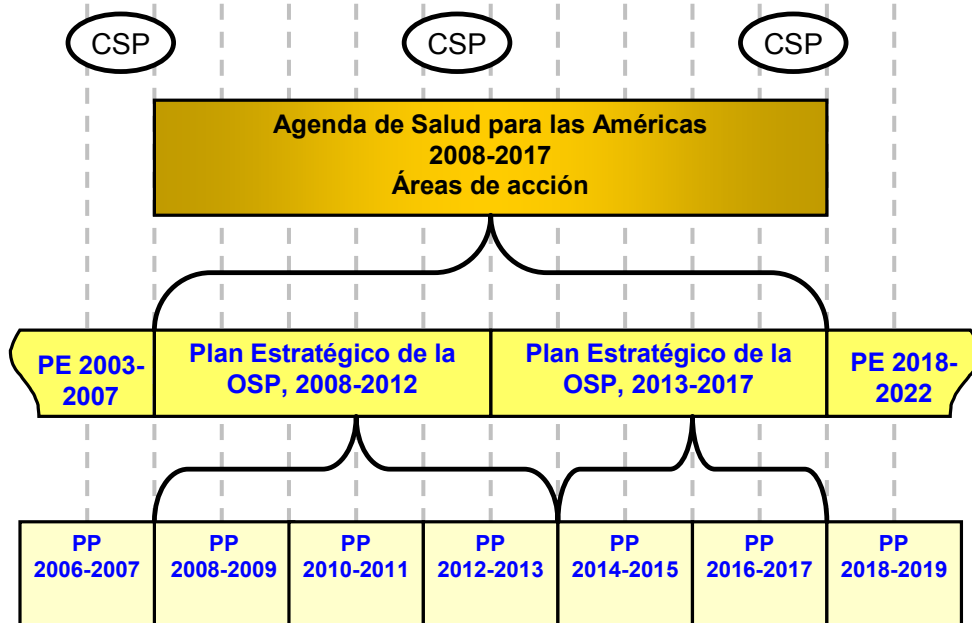 CSP
CSP
CSP
Agenda de Salud para las Américas
2008-2017
Áreas de acción
PE 2003-
2007
Plan Estratégico de la
OSP, 2008-2012
Plan Estratégico de la
OSP, 2013-2017
PE 2018-
2022
PP
2006-2007
PP
2008-2009
PP
2010-2011
PP
2012-2013
PP
2014-2015
PP
2016-2017
PP
2018-2019